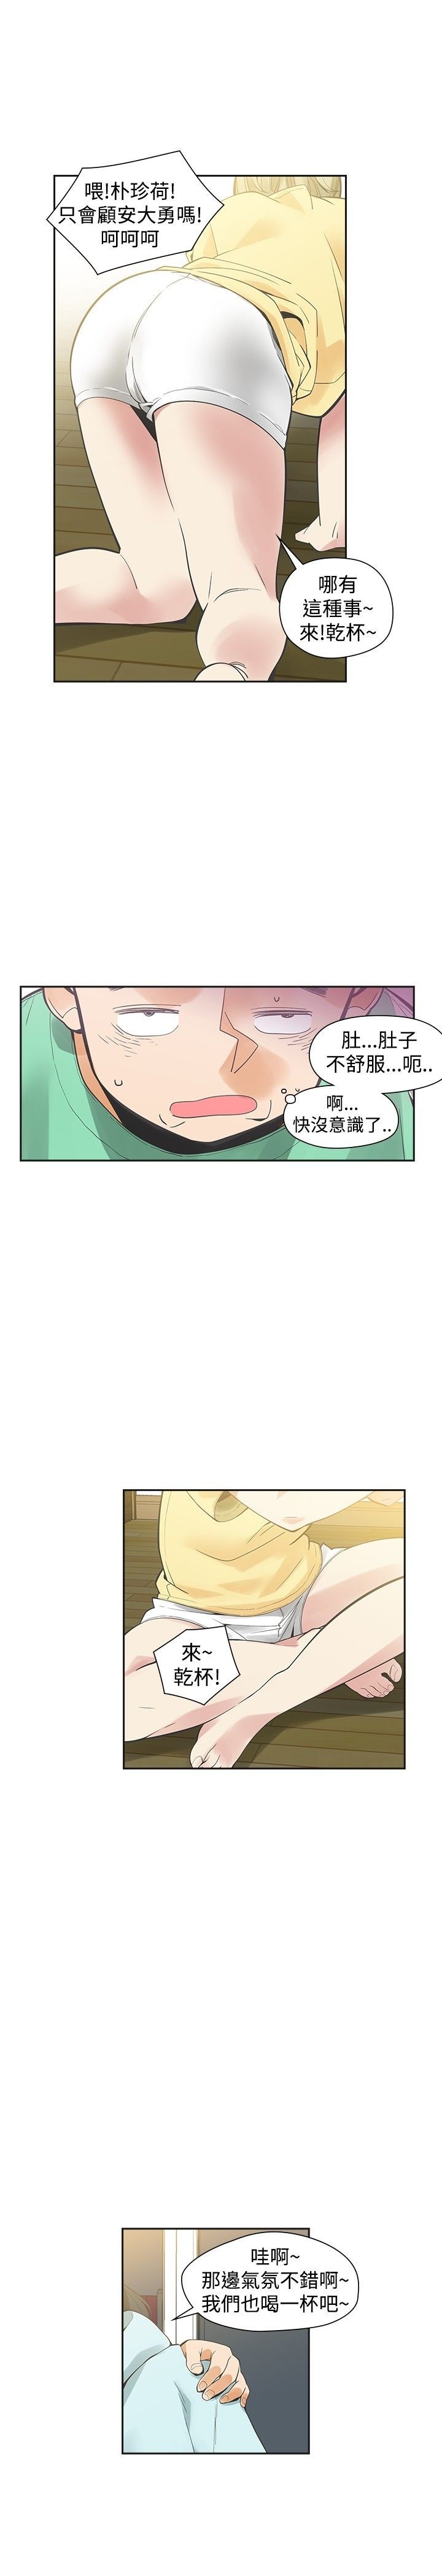 喂!朴珍荷!
只會顧安大勇嗎!
呵呵呵
哪有
這種事~
來!乾杯~
肚...肚子
不舒服...呃..
啊...
快沒意識了..
來~
乾杯!
哇啊~
那邊氣氛不錯啊~
我們也喝一杯吧~